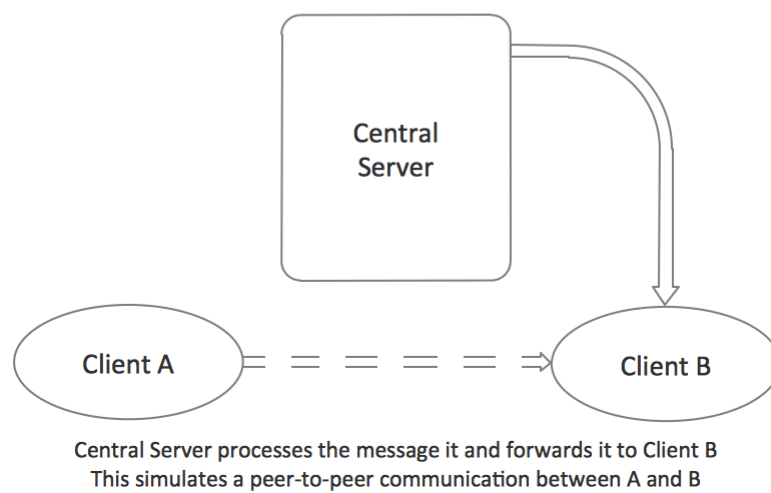 Central
Server
Client A
Client B
Central Server processes the message it and forwards it to Client B
This simulates a peer-to-peer communication between A and B